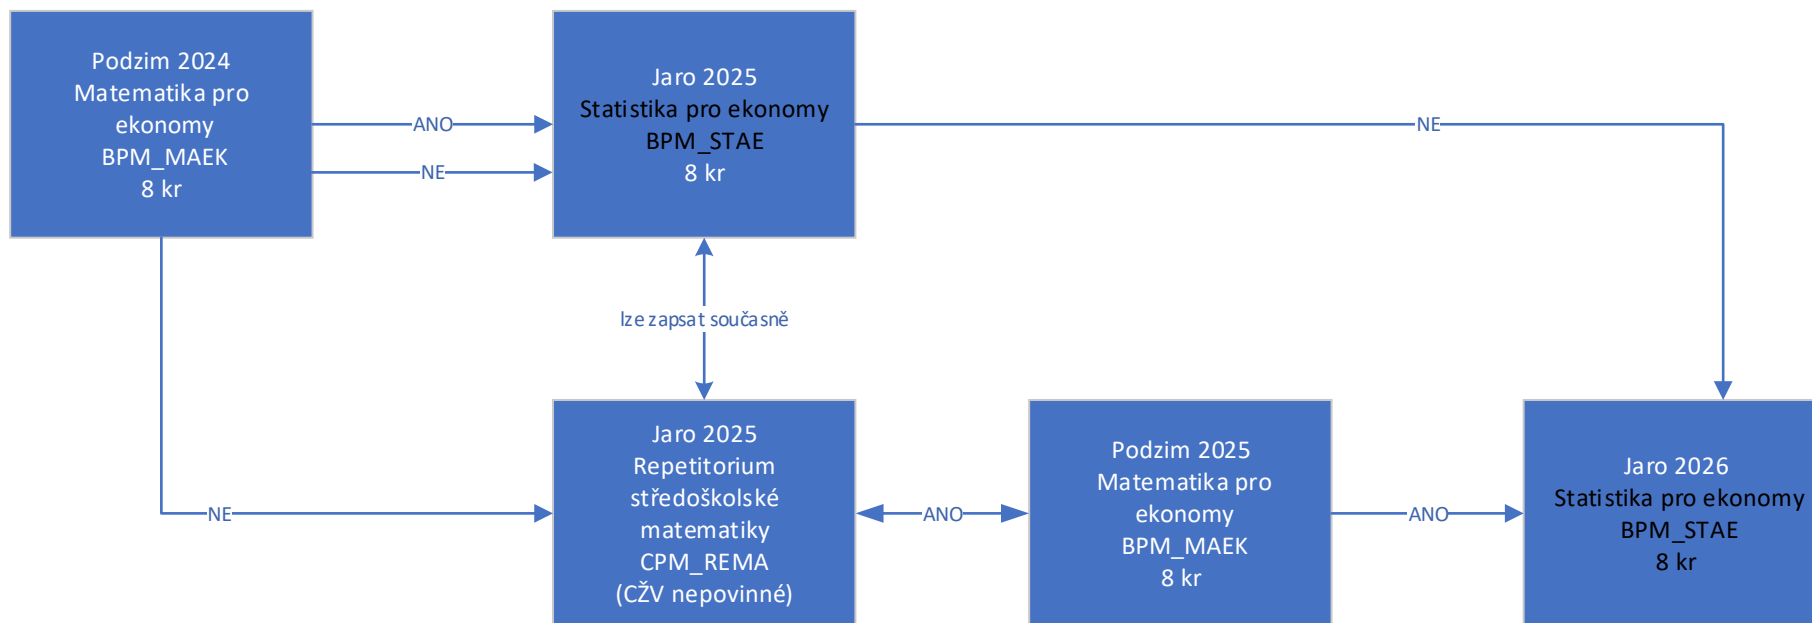 Podzim 2024
Matematika pro
ekonomy
BPM_MAEK
8 kr
ANO
NE
Jaro 2025
Statistika pro ekonomy
BPM_STAE
8 kr
NE
lze zapsat současně
NE
Jaro 2025
Repetitorium
středoškolské
matematiky
CPM_REMA
(CŽV nepovinné)
ANO
Podzim 2025
Matematika pro
ekonomy
BPM_MAEK
8 kr
ANO
Jaro 2026
Statistika pro ekonomy
BPM_STAE
8 kr